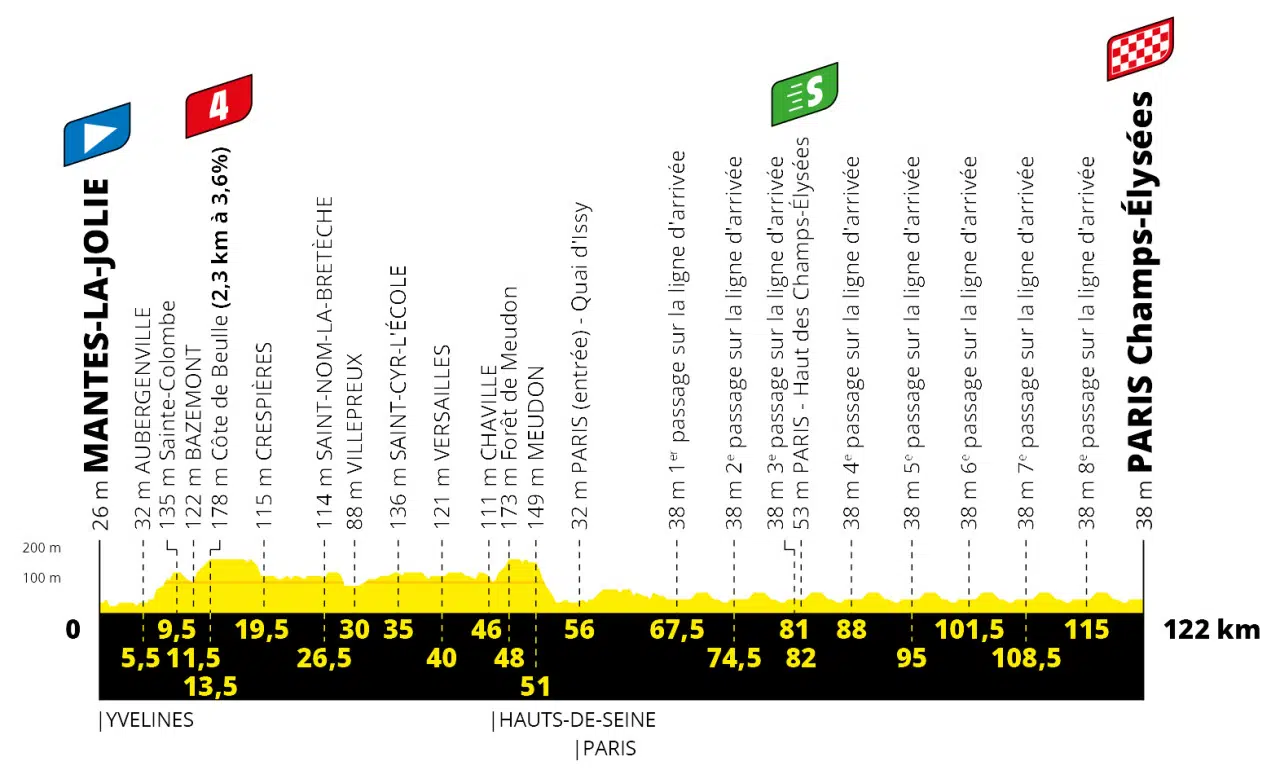 4
S
26 m MANTES-LA-JOLIE
32 m AUBERGENVILLE
135 m Sainte-Colombe
122 m BAZEMONT
178 m Côte de Beulle (2,3 km à 3,6%)
115 m CRESPIÈRES
114 m SAINT-NOM-LA-BRETÈCHE
88 m VILLEPREUX
136 m SAINT-CYR-L'ÉCOLE
121 m VERSAILLES
111 m CHAVILLE
173 m Forêt de Meudon
149 m MEUDON
32 m PARIS (entrée) - Quai d'Issy
38 m 1er passage sur la ligne d'arrivée
38 m 2e passage sur la ligne d'arrivée
38 m 3e passage sur la ligne d'arrivée
53 m PARIS - Haut des Champs-Élysées
38 m 4e passage sur la ligne d'arrivée
38 m 5e passage sur la ligne d'arrivée
38 m 6e passage sur la ligne d'arrivée
38 m 7e passage sur la ligne d'arrivée
38 m 8e passage sur la ligne d'arrivée
38 m PARIS Champs-Élysées
200 m
100 m
0 9,5 19,5 30 35 46 56 67,5 81 88 101,5 115 122 km
5,5 11,5 26,5 40 48 74,5 82 95 108,5
13,5 51
|YVELINES |HAUTS-DE-SEINE
|PARIS